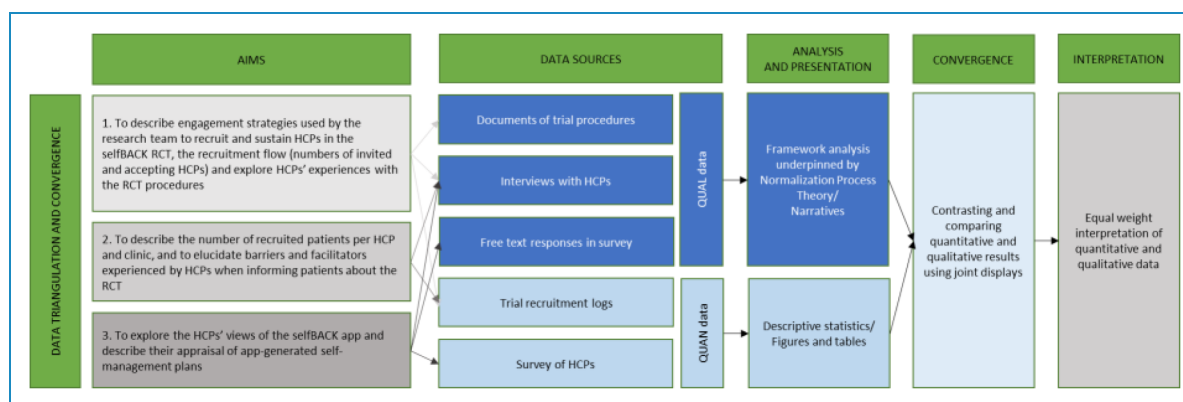 AIMS
DATA SOURCES
ANALYSIS
AND PRESENTATION
CONVERGENCE
INTERPRETATION
DATA TRIANGULATION AND CONVERGENCE
1. To describe engagement strategies used by the
research team to recruit and sustain HCPs in the
selfBACK RCT, the recruitment flow (numbers of invited
and accepting HCPs) and explore HCPs' experiences with
the RCT procedures
2. To describe the number of recruited patients per HCP
and clinic, and to elucidate barriers and facilitators
experienced by HCPs when informing patients about the
RCT
3. To explore the HCPs' views of the selfBACK app and
describe their appraisal of app-generated self-
management plans
Documents of trial procedures
Interviews with HCPs
Free text responses in survey
Trial recruitment logs
Survey of HCPs
QUAL data
QUAN data
Framework analysis
underpinned by
Normalization Process
Theory/
Narratives
Descriptive statistics/
Figures and tables
Contrasting and
comparing
quantitative and
qualitative results
using joint displays
Equal weight
interpretation of
quantitative and
qualitative data